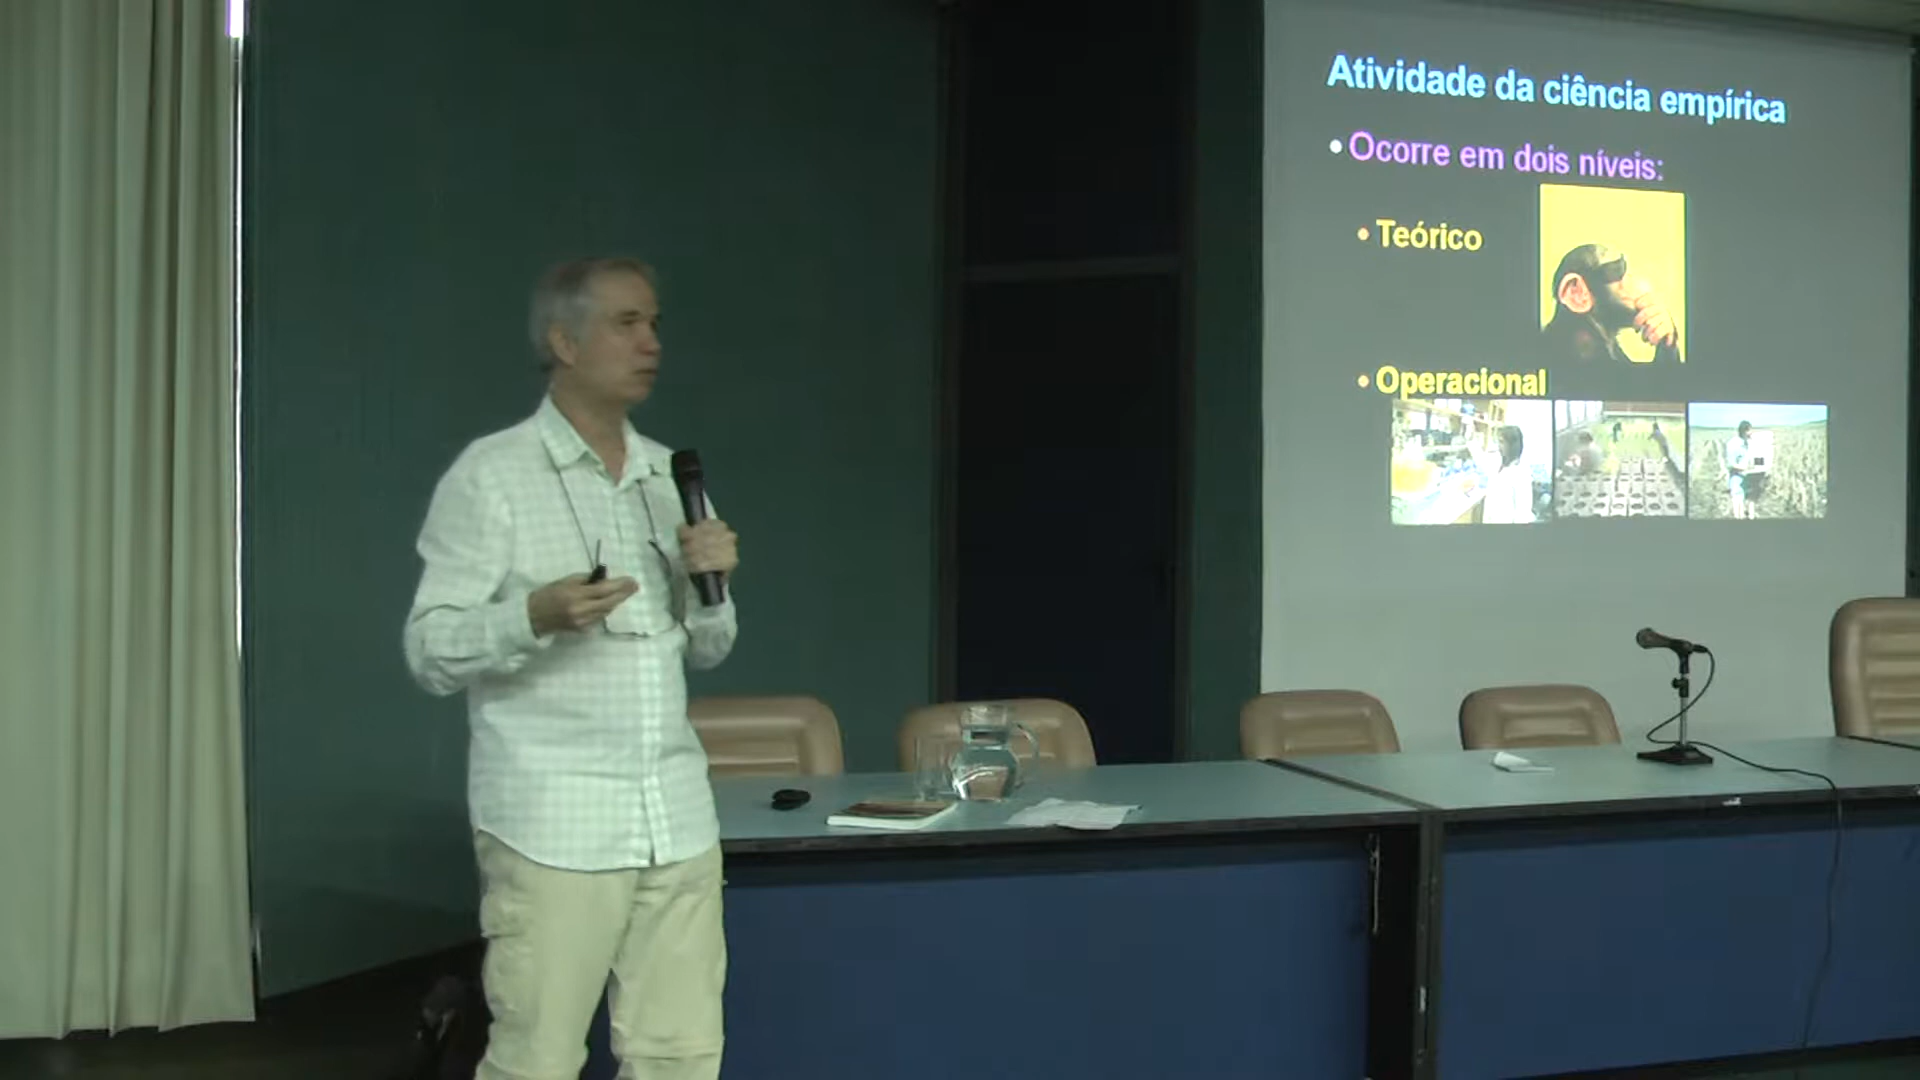 Atividade da ciência empírica
• Ocorre em dois níveis:
• Teórico
• Operacional